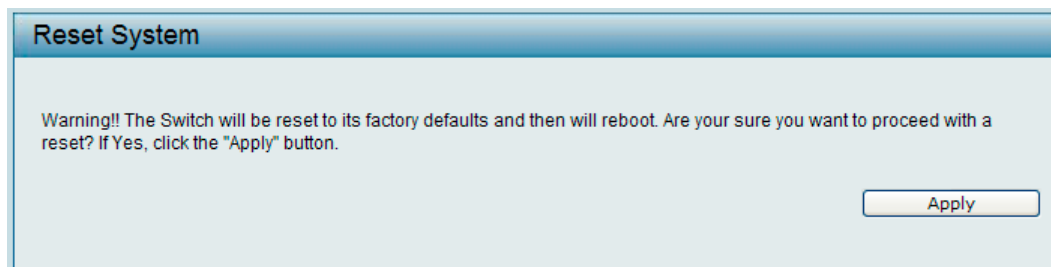 Reset System
Warning!! The Switch will be reset to its factory defaults and then will reboot. Are your sure you want to proceed with a
reset? If Yes, click the "Apply" button.
Apply